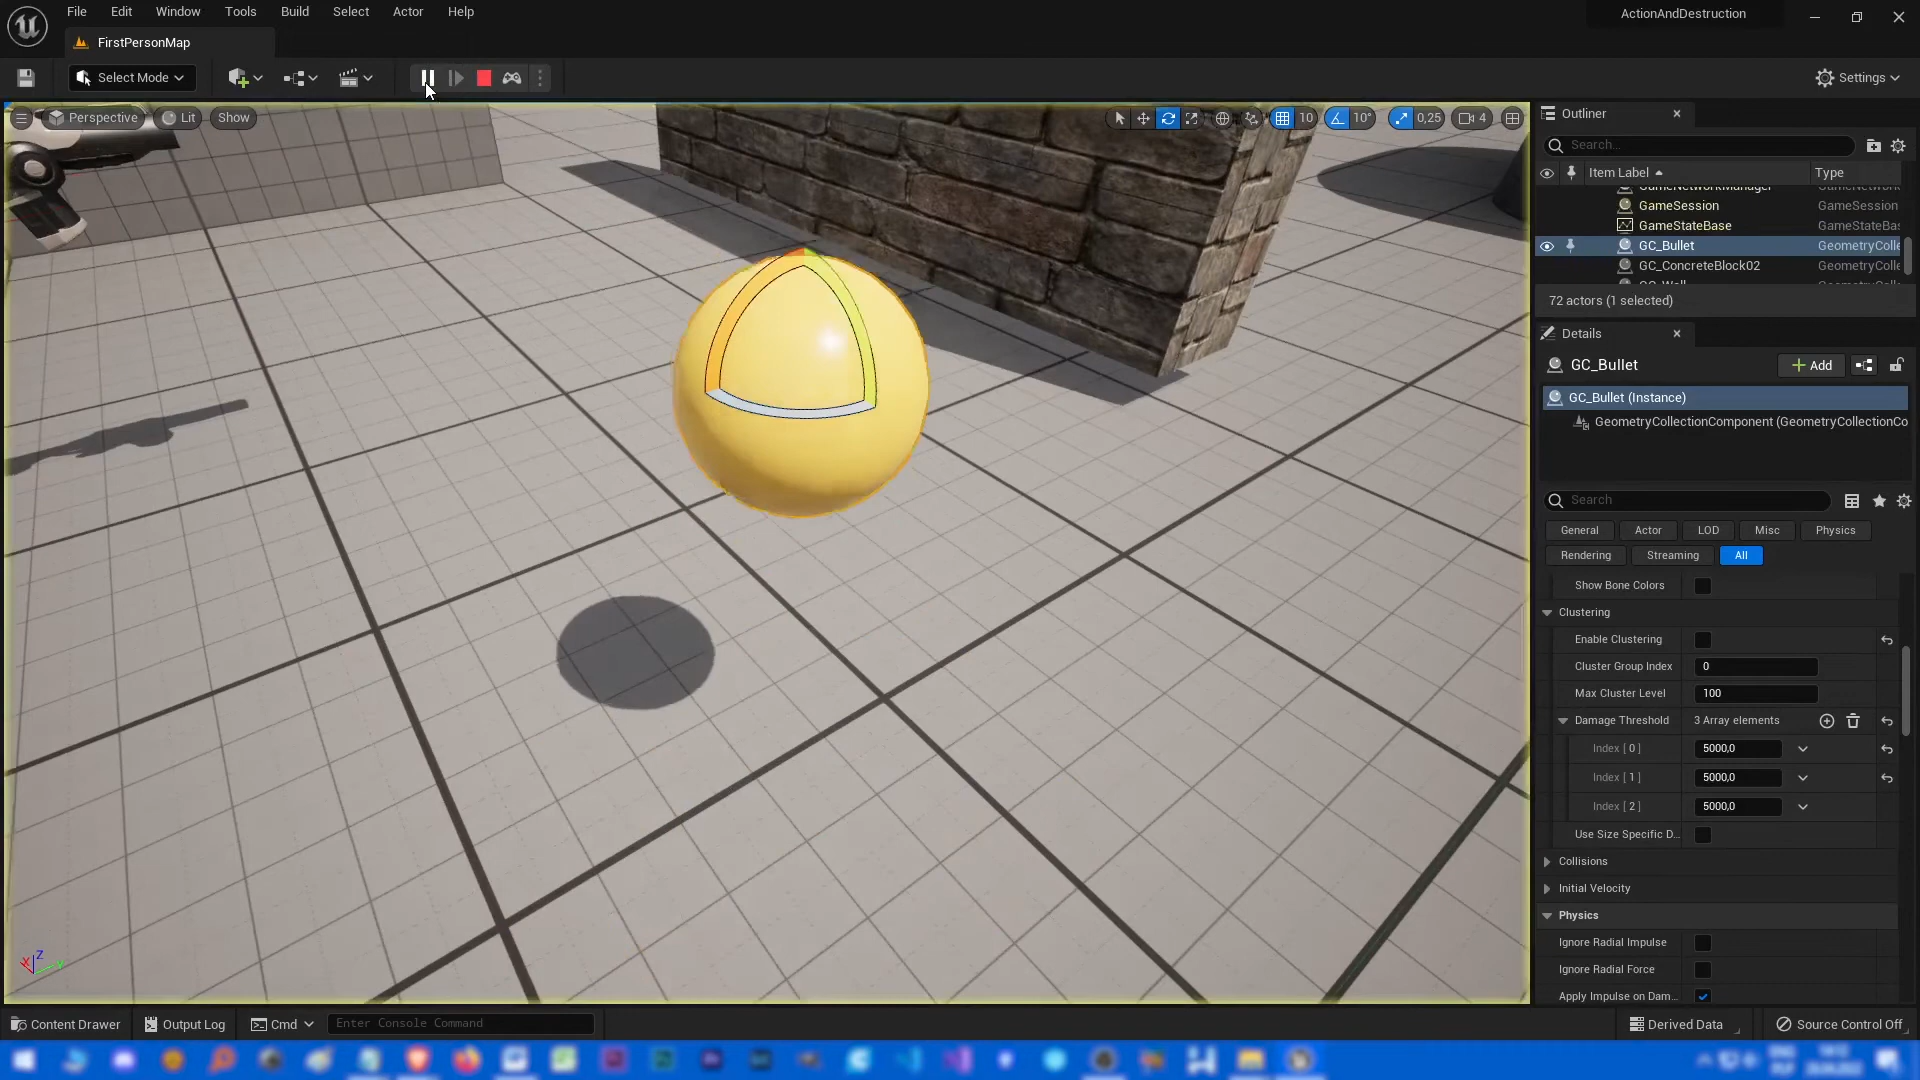 File Edit Window Tools Build Select Actor Help
ActionAndDestruction
FirstPersonMap
Select Mode
Settings
Perspective Lit Show
10 10° 0,25 4
Outliner
Search...
Item Label Type
GameNetworkManager
GameSession GameSession
GameStateBase GameStateBas
GC_Bullet GeometryColle
GC_ConcreteBlock02 GeometryColle
72 actors (1 selected)
Details
GC_Bullet
Add
GC_Bullet (Instance)
GeometryCollectionComponent (GeometryCollectionCo
Search
General Actor LOD Misc Physics
Rendering Streaming All
Show Bone Colors
Clustering
Enable Clustering
Cluster Group Index 0
Max Cluster Level 100
Damage Threshold 3 Array elements
Index [ 0 ] 5000,0
Index [ 1 ] 5000,0
Index [ 2 ] 5000,0
Use Size Specific D...
Collisions
Initial Velocity
Physics
Ignore Radial Impulse
Ignore Radial Force
Apply Impulse on Dam...
X Z Y
Content Drawer Output Log Cmd Enter Console Command
Derived Data Source Control Off